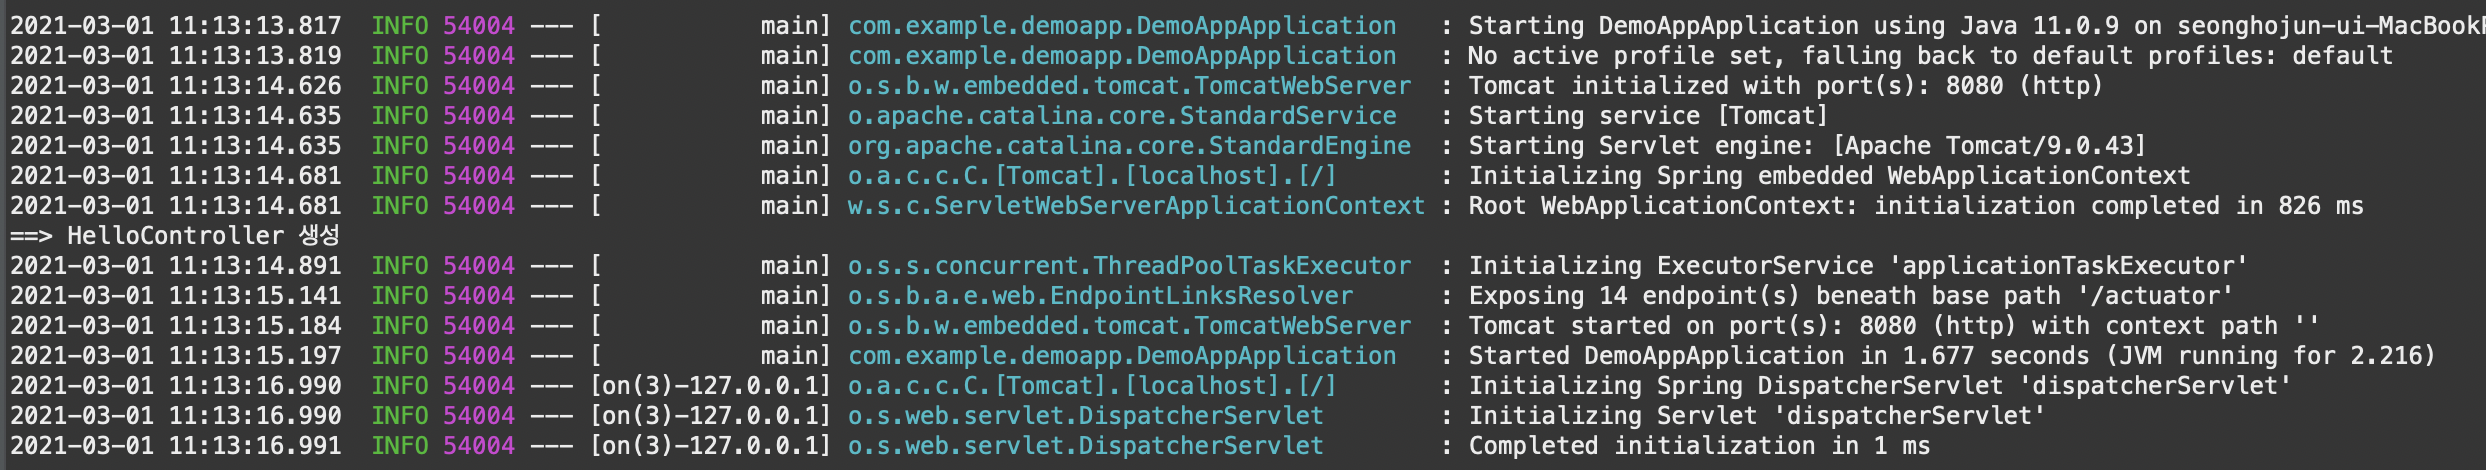 2021-03-01 11:13:13.817  INFO 54004 --- [           main] com.example.demoapp.DemoAppApplication   : Starting DemoAppApplication using Java 11.0.9 on seonghojun-ui-MacBook
2021-03-01 11:13:13.819  INFO 54004 --- [           main] com.example.demoapp.DemoAppApplication   : No active profile set, falling back to default profiles: default
2021-03-01 11:13:14.626  INFO 54004 --- [           main] o.s.b.w.embedded.tomcat.TomcatWebServer  : Tomcat initialized with port(s): 8080 (http)
2021-03-01 11:13:14.635  INFO 54004 --- [           main] o.apache.catalina.core.StandardService   : Starting service [Tomcat]
2021-03-01 11:13:14.635  INFO 54004 --- [           main] org.apache.catalina.core.StandardEngine  : Starting Servlet engine: [Apache Tomcat/9.0.43]
2021-03-01 11:13:14.681  INFO 54004 --- [           main] o.a.c.c.C.[Tomcat].[localhost].[/]       : Initializing Spring embedded WebApplicationContext
2021-03-01 11:13:14.681  INFO 54004 --- [           main] w.s.c.ServletWebServerApplicationContext : Root WebApplicationContext: initialization completed in 826 ms
==> HelloController 생성
2021-03-01 11:13:14.891  INFO 54004 --- [           main] o.s.s.concurrent.ThreadPoolTaskExecutor  : Initializing ExecutorService 'applicationTaskExecutor'
2021-03-01 11:13:15.141  INFO 54004 --- [           main] o.s.b.a.e.web.EndpointLinksResolver      : Exposing 14 endpoint(s) beneath base path '/actuator'
2021-03-01 11:13:15.184  INFO 54004 --- [           main] o.s.b.w.embedded.tomcat.TomcatWebServer  : Tomcat started on port(s): 8080 (http) with context path ''
2021-03-01 11:13:15.197  INFO 54004 --- [           main] com.example.demoapp.DemoAppApplication   : Started DemoAppApplication in 1.677 seconds (JVM running for 2.216)
2021-03-01 11:13:16.990  INFO 54004 --- [on(3)-127.0.0.1] o.a.c.c.C.[Tomcat].[localhost].[/]       : Initializing Spring DispatcherServlet 'dispatcherServlet'
2021-03-01 11:13:16.990  INFO 54004 --- [on(3)-127.0.0.1] o.s.web.servlet.DispatcherServlet        : Initializing Servlet 'dispatcherServlet'
2021-03-01 11:13:16.991  INFO 54004 --- [on(3)-127.0.0.1] o.s.web.servlet.DispatcherServlet        : Completed initialization in 1 ms